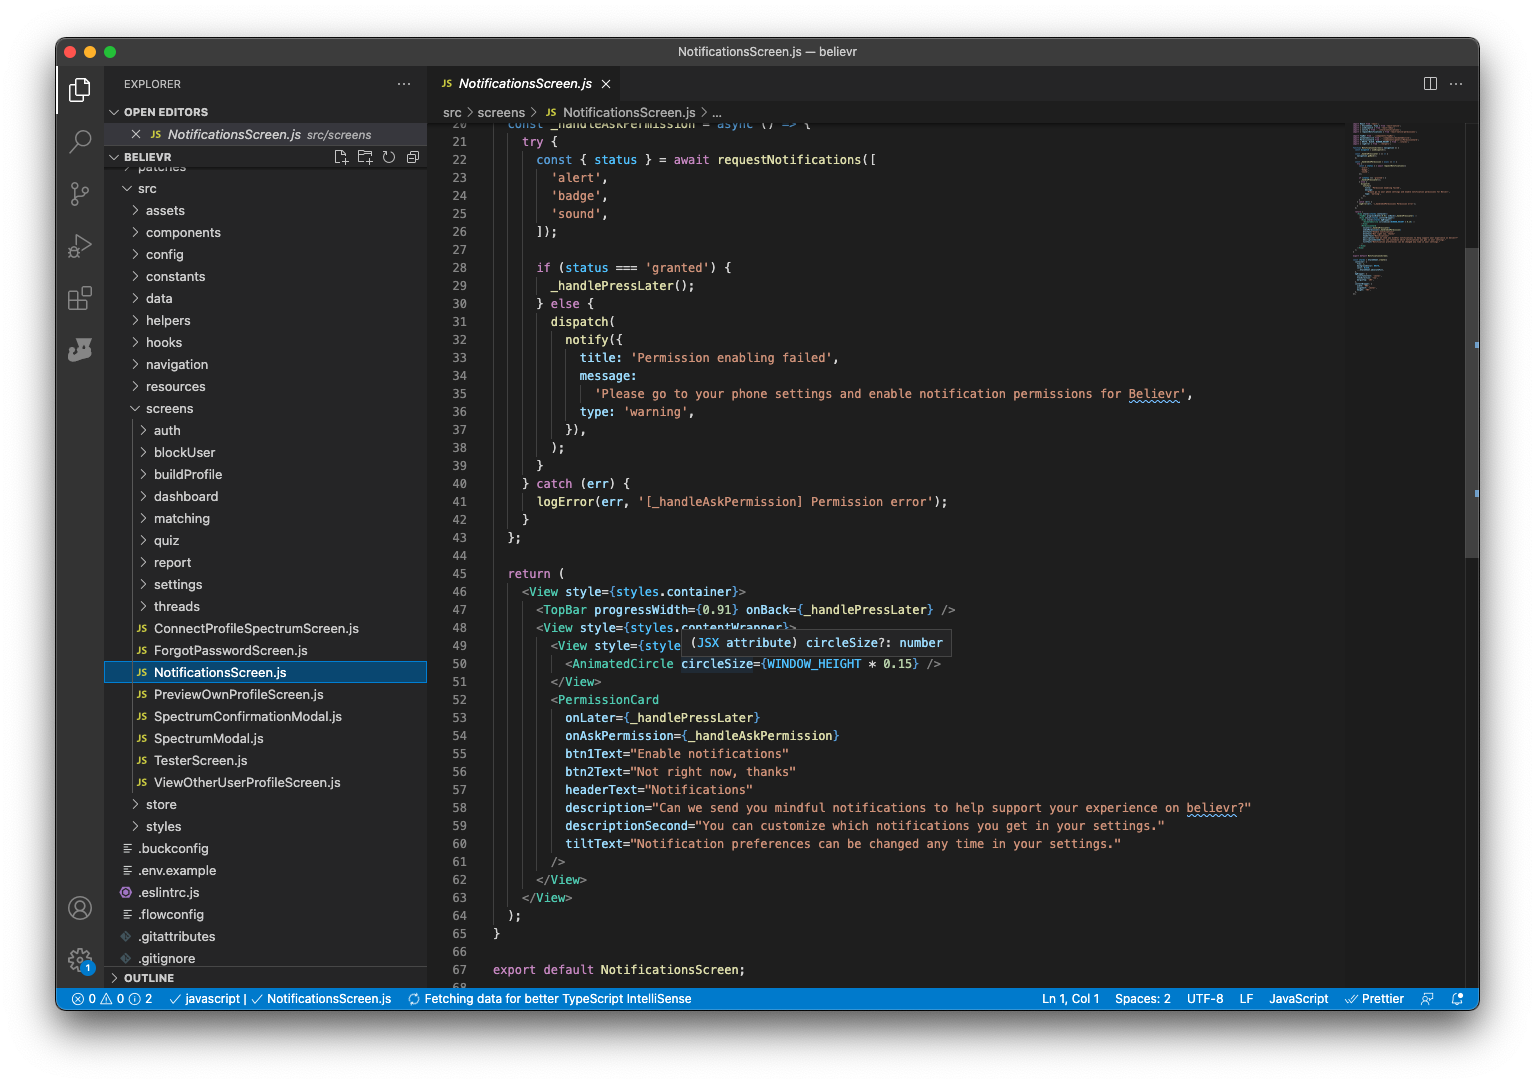 NotificationsScreen.js — believr
EXPLORER
OPEN EDITORS
JS NotificationsScreen.js src/screens
BELIEVR
patches
src
assets
components
config
constants
data
helpers
hooks
navigation
resources
screens
auth
blockUser
buildProfile
dashboard
matching
quiz
report
settings
threads
JS ConnectProfileSpectrumScreen.js
JS ForgotPasswordScreen.js
JS NotificationsScreen.js
JS PreviewOwnProfileScreen.js
JS SpectrumConfirmationModal.js
JS SpectrumModal.js
JS TesterScreen.js
JS ViewOtherUserProfileScreen.js
store
styles
.buckconfig
.env.example
.eslintrc.js
.flowconfig
.gitattributes
.gitignore
OUTLINE
1
JS NotificationsScreen.js
src > screens > JS NotificationsScreen.js > ...
20 const _handleAskPermission = async () => {
21 try {
22 const { status } = await requestNotifications([
23 'alert',
24 'badge',
25 'sound',
26 ]);
27
28 if (status === 'granted') {
29 _handlePressLater();
30 } else {
31 dispatch(
32 notify({
33 title: 'Permission enabling failed',
34 message:
35 'Please go to your phone settings and enable notification permissions for Believr',
36 type: 'warning',
37 }),
38 );
39 }
40 } catch (err) {
41 logError(err, '[_handleAskPermission] Permission error');
42 }
43 };
44
45 return (
46 <View style={styles.container}>
47 <TopBar progressWidth={0.91} onBack={_handlePressLater} />
48 <View style={styles.contentWrapper}>
(JSX attribute) circleSize?: number
49 <View style={style
50 <AnimatedCircle circleSize={WINDOW_HEIGHT * 0.15} />
51 </View>
52 <PermissionCard
53 onLater={_handlePressLater}
54 onAskPermission={_handleAskPermission}
55 btn1Text="Enable notifications"
56 btn2Text="Not right now, thanks"
57 headerText="Notifications"
58 description="Can we send you mindful notifications to help support your experience on believr?"
59 descriptionSecond="You can customize which notifications you get in your settings."
60 tiltText="Notification preferences can be changed any time in your settings."
61 />
62 </View>
63 </View>
64 );
65 }
66
67 export default NotificationsScreen;
68
0 0 2 javascript | NotificationsScreen.js Fetching data for better TypeScript IntelliSense Ln 1, Col 1 Spaces: 2 UTF-8 LF JavaScript Prettier